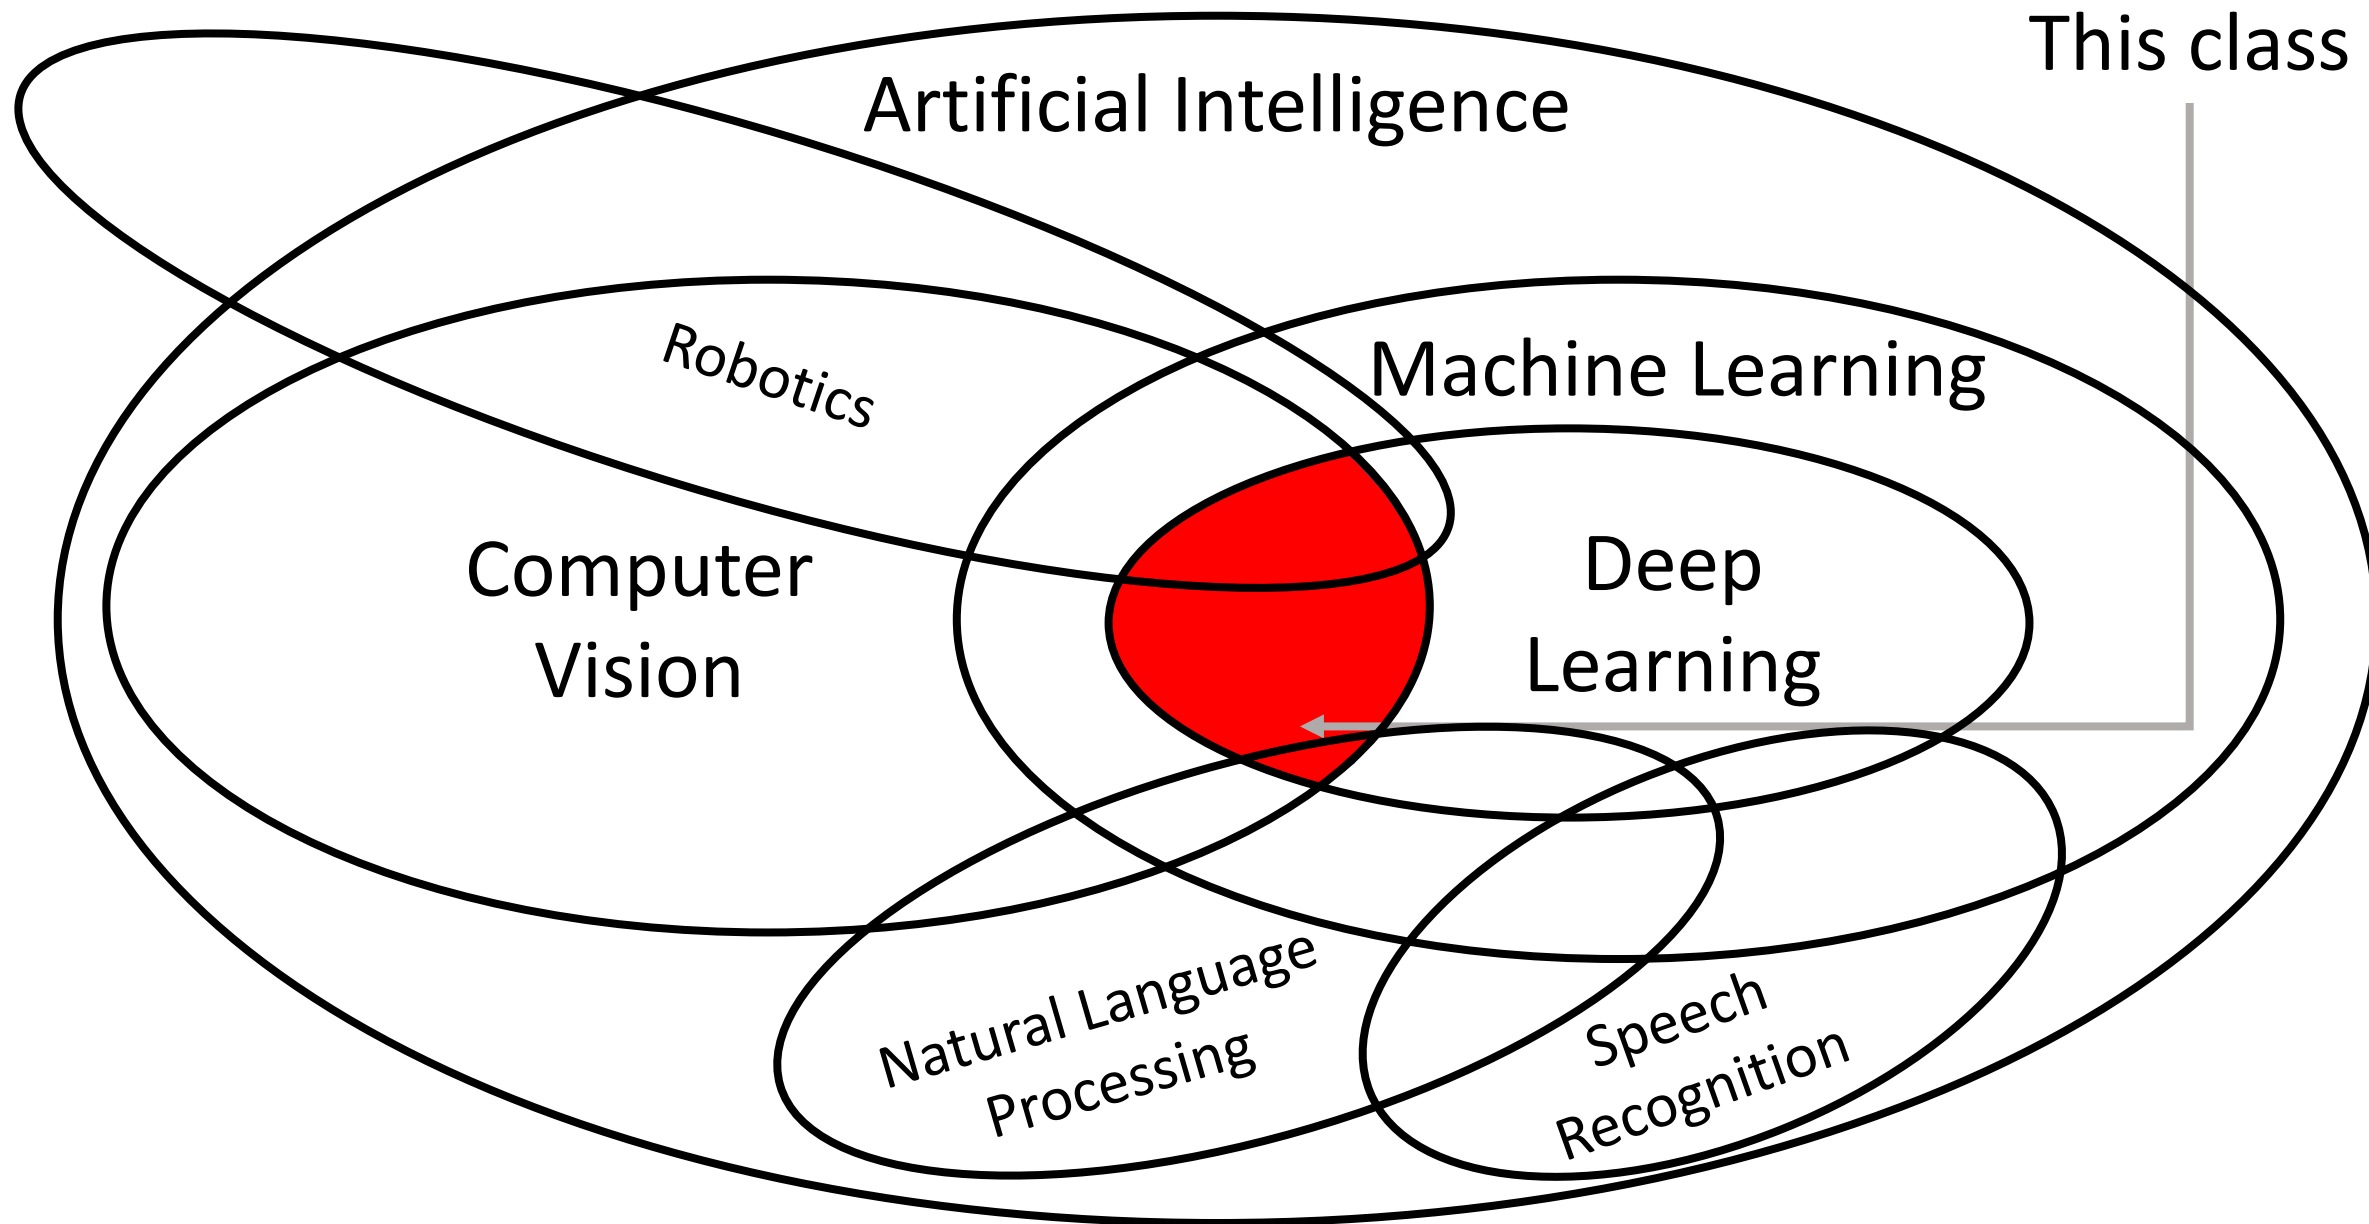 This class
Artificial Intelligence
Robotics
Machine Learning
Computer
Vision
Deep
Learning
Natural Language
Processing
Speech
Recognition